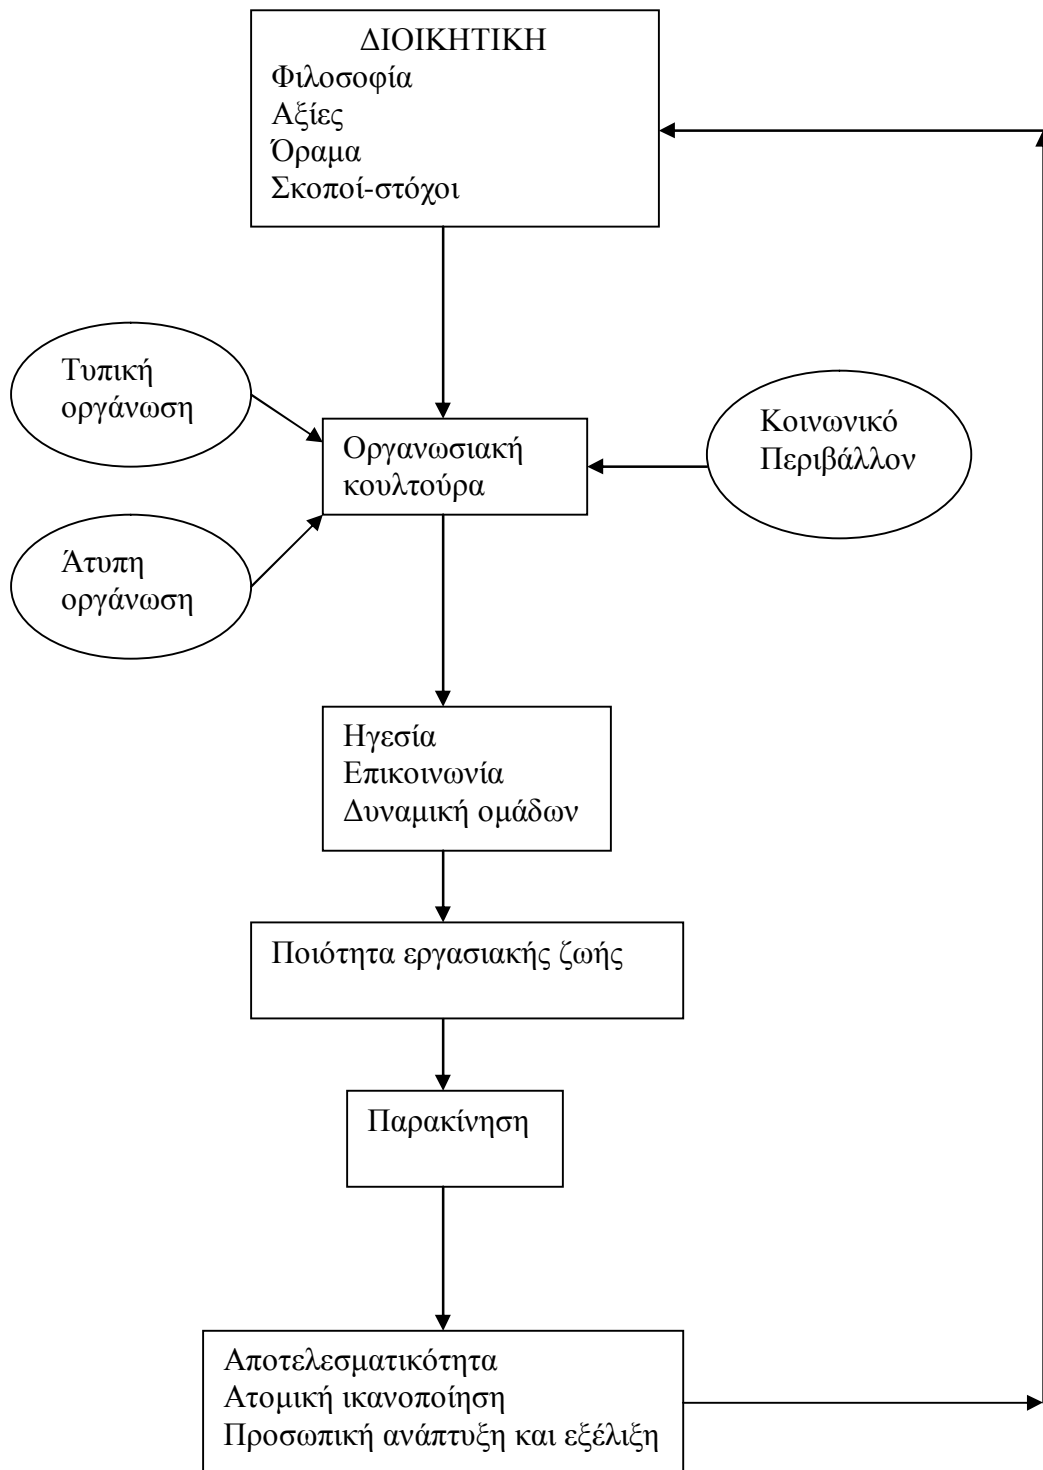 ΔΙΟΙΚΗΤΙΚΗ
Φιλοσοφία
Αξίες
Όραμα
Σκοποί-στόχοι
Τυπική
οργάνωση
Οργανωσιακή
κουλτούρα
Κοινωνικό
Περιβάλλον
Άτυπη
οργάνωση
Ηγεσία
Επικοινωνία
Δυναμική ομάδων
Ποιότητα εργασιακής ζωής
Παρακίνηση
Αποτελεσματικότητα
Ατομική ικανοποίηση
Προσωπική ανάπτυξη και εξέλιξη